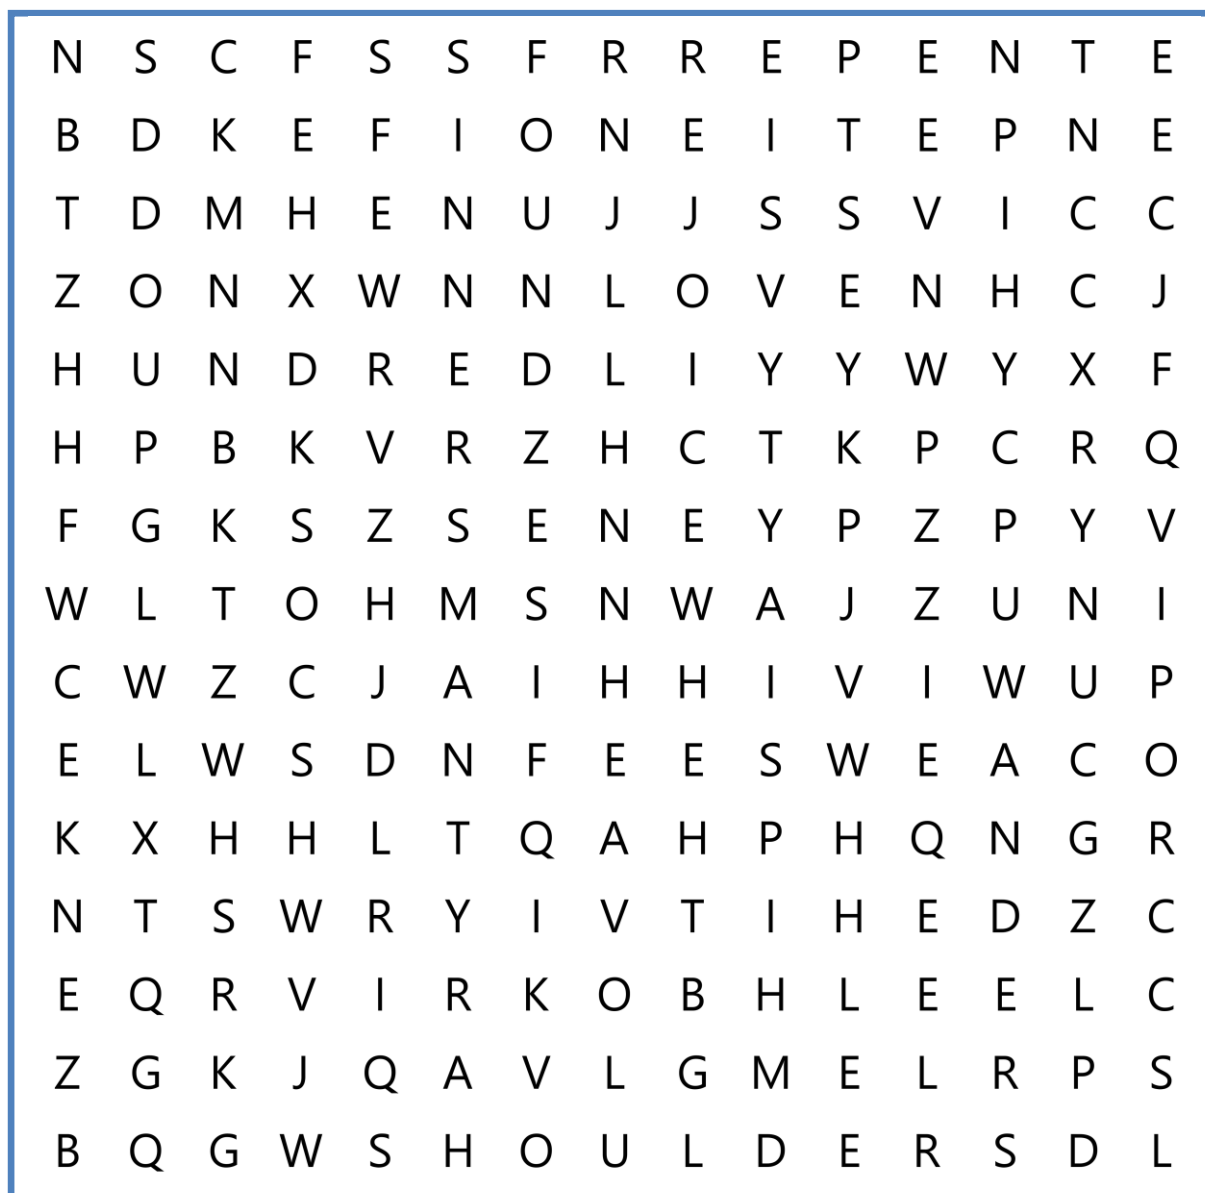 N S C F S S F R R E P E N T E
B D K E F I O N E I T E P N E
T D M H E N U J J S S V I C C
Z O N X W N N L O V E N H C J
H U N D R E D L I Y Y W Y X F
H P B K V R Z H C T K P C R Q
F G K S Z S E N E Y P Z P Y V
W L T O H M S N W A J Z U N I
C W Z C J A I H H I V I W U P
E L W S D N F E E S W E A C O
K X H H L T Q A H P H Q N G R
N T S W R Y I V T I H E D Z C
E Q R V I R K O B H L E E L C
Z G K J Q A V L G M E L R P S
B Q G W S H O U L D E R S D L